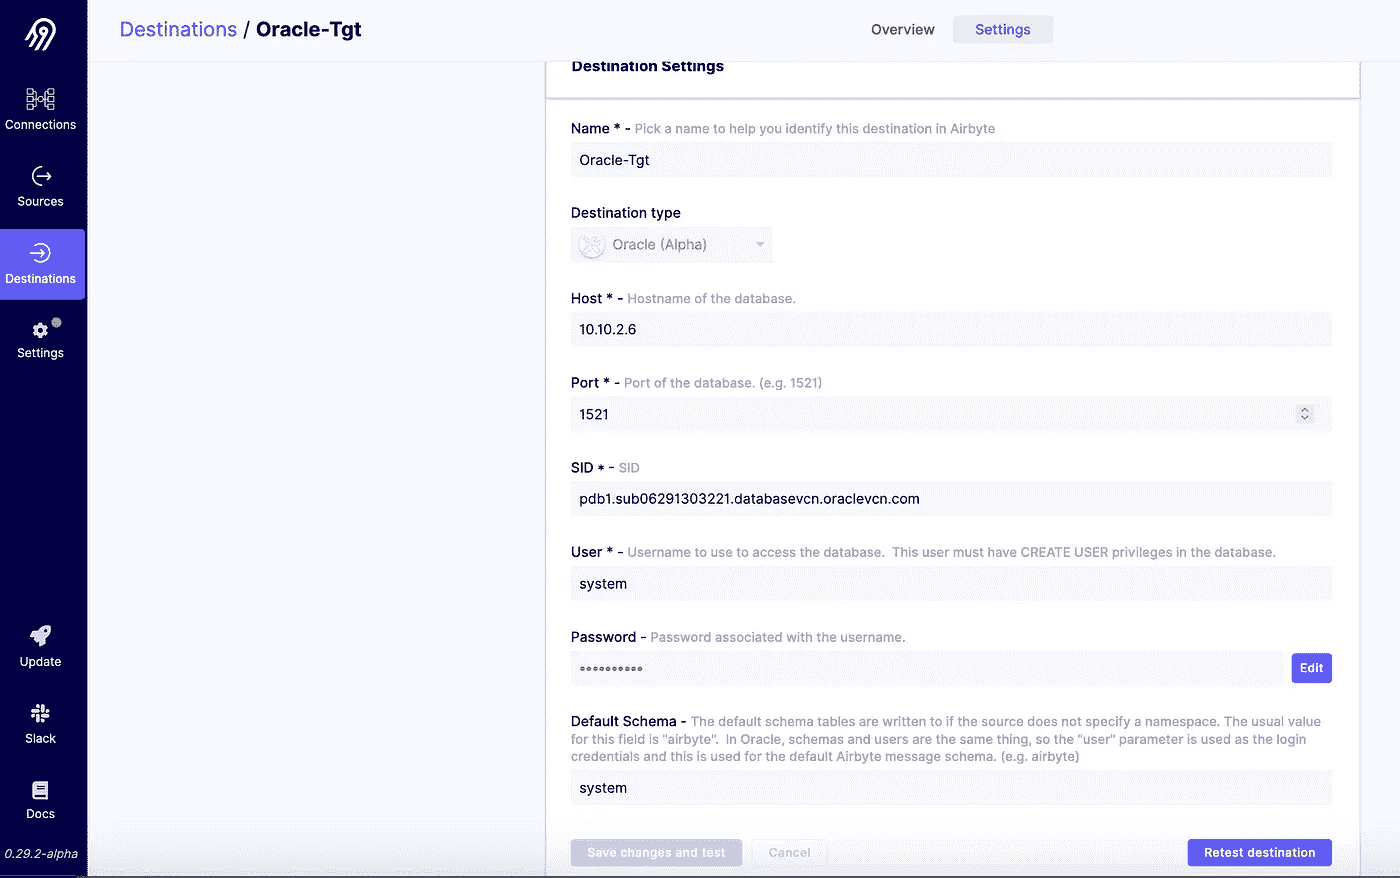 Destinations / Oracle-Tgt
Overview
Settings
Connections
Sources
Destinations
Settings
Update
Slack
Docs
0.29.2-alpha
Destination Settings
Name * - Pick a name to help you identify this destination in Airbyte
Oracle-Tgt
Destination type
Oracle (Alpha)
Host * - Hostname of the database.
10.10.2.6
Port * - Port of the database. (e.g. 1521)
1521
SID * - SID
pdb1.sub06291303221.databasevcn.oraclevcn.com
User * - Username to use to access the database. This user must have CREATE USER privileges in the database.
system
Password - Password associated with the username.
**********
Edit
Default Schema - The default schema tables are written to if the source does not specify a namespace. The usual value
for this field is "airbyte". In Oracle, schemas and users are the same thing, so the "user" parameter is used as the login
credentials and this is used for the default Airbyte message schema. (e.g. airbyte)
system
Save changes and test
Cancel
Retest destination